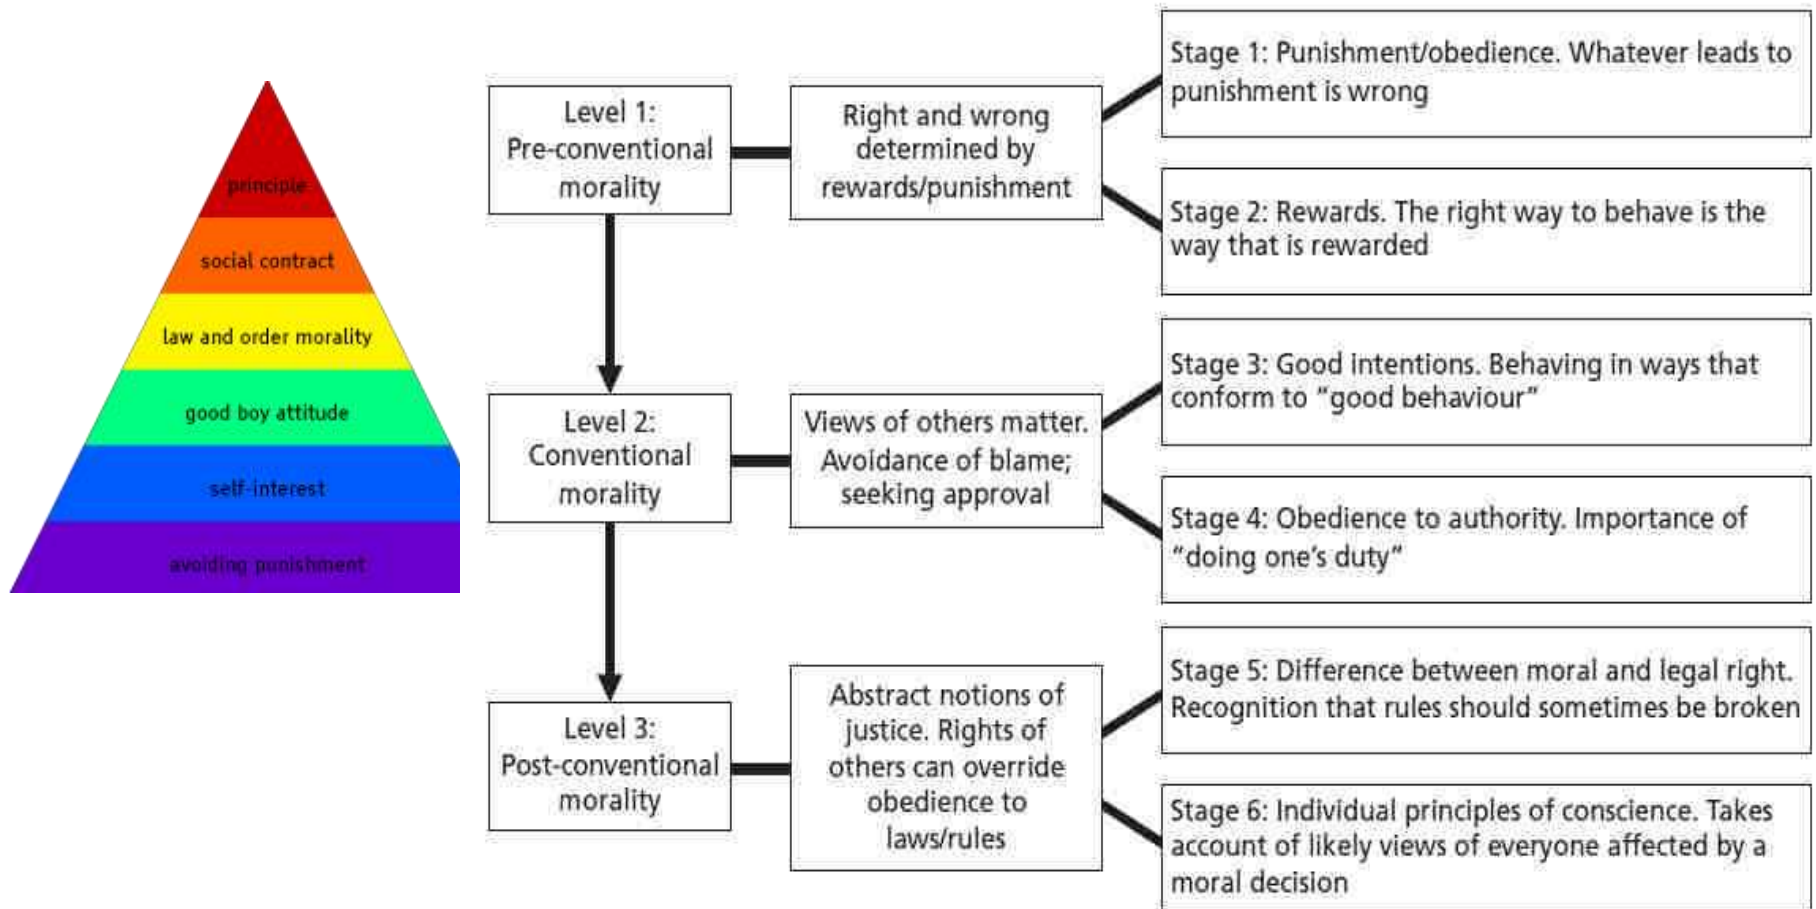 principle
social contract
law and order morality
good boy attitude
self-interest
avoiding punishment
Level 1:
Pre-conventional
morality
Right and wrong
determined by
rewards/punishment
Stage 1: Punishment/obedience. Whatever leads to
punishment is wrong
Stage 2: Rewards. The right way to behave is the
way that is rewarded
Level 2:
Conventional
morality
Views of others matter.
Avoidance of blame;
seeking approval
Stage 3: Good intentions. Behaving in ways that
conform to “good behaviour”
Stage 4: Obedience to authority. Importance of
“doing one’s duty”
Level 3:
Post-conventional
morality
Abstract notions of
justice. Rights of
others can override
obedience to
laws/rules
Stage 5: Difference between moral and legal right.
Recognition that rules should sometimes be broken
Stage 6: Individual principles of conscience. Takes
account of likely views of everyone affected by a
moral decision